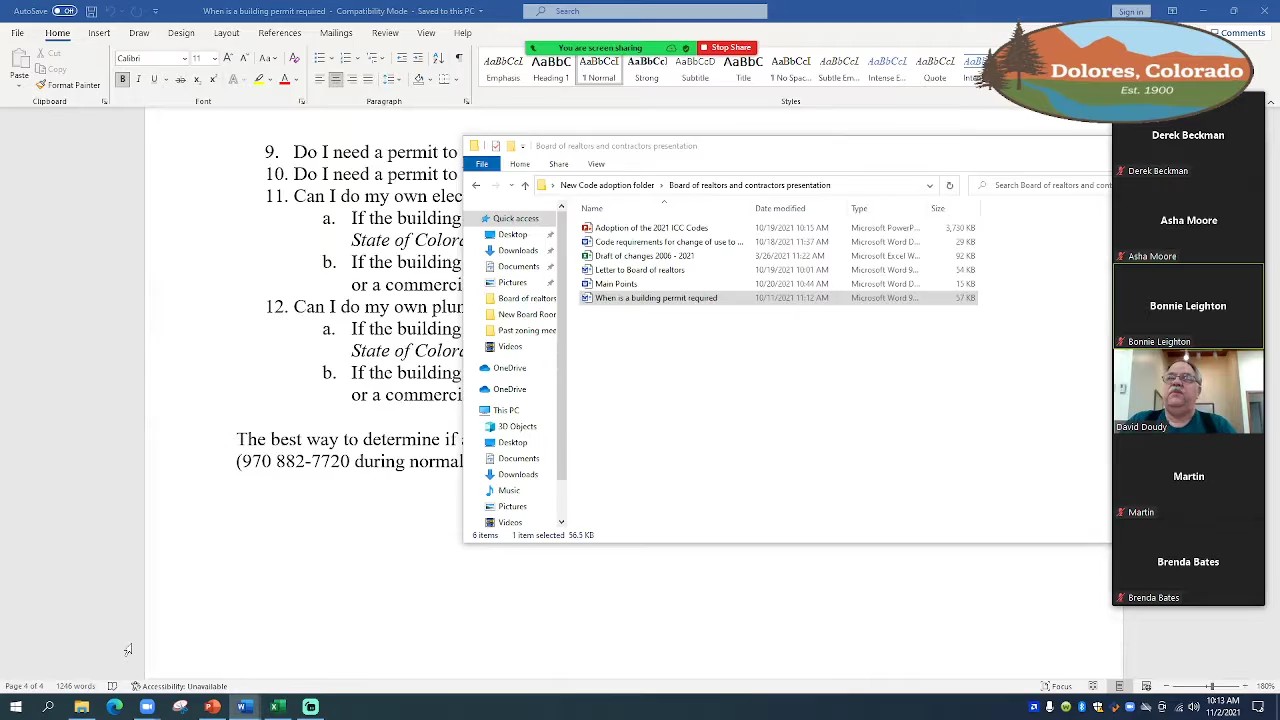 AutoSave Off
When is a building permit required - Saved to this PC
Search
Sign in
Home Insert Draw Design Layout References Mailings Review View Help
Comments
You are screen sharing Stop Share
Cut
Copy
Paste
Format Painter
Clipboard
Calibri 11
Font
Paragraph
AaBbCcI AaBbC AaBbCcI AaBbCcI AaBbCcD AaBb AaBbCcI AaBbCcI AaBbCcI AaBbCcI
Emphasis Heading 1 ¶ Normal Strong Subtitle Title ¶ No Spac... Subtle Em... Intense E... Quote
Styles
Dolores, Colorado
Est. 1900
9. Do I need a permit to
10. Do I need a permit to
11. Can I do my own elec
a. If the building
State of Colora
b. If the building
or a commerci
12. Can I do my own plun
a. If the building
State of Colora
b. If the building
or a commerci
The best way to determine if
(970 882-7720 during normal
Board of realtors and contractors presentation
File Home Share View
New Code adoption folder > Board of realtors and contractors presentation
Search Board of realtors and cont
Name Date modified Type Size
Adoption of the 2021 ICC Codes 10/19/2021 10:15 AM Microsoft PowerP... 3,730 KB
Code requirements for change of use to ... 10/18/2021 11:37 AM Microsoft Word D... 29 KB
Draft of changes 2006 - 2021 3/26/2021 11:22 AM Microsoft Excel W... 92 KB
Letter to Board of realtors 10/19/2021 10:01 AM Microsoft Word 9... 54 KB
Main Points 10/20/2021 10:44 AM Microsoft Word D... 15 KB
When is a building permit required 10/11/2021 11:12 AM Microsoft Word 9... 57 KB
Quick access
Desktop
Downloads
Documents
Pictures
Board of realtors
New Board Roon
Past zoning mee
Videos
OneDrive
OneDrive
This PC
3D Objects
Desktop
Documents
Downloads
Music
Pictures
Videos
6 items 1 item selected 56.5 KB
Derek Beckman
Derek Beckman
Asha Moore
Asha Moore
Bonnie Leighton
Bonnie Leighton
David Doudy
Martin
Martin
Brenda Bates
Brenda Bates
Page 4 of 4 1246 words Accessibility: Unavailable
Focus
180%
10:13 AM
11/2/2021